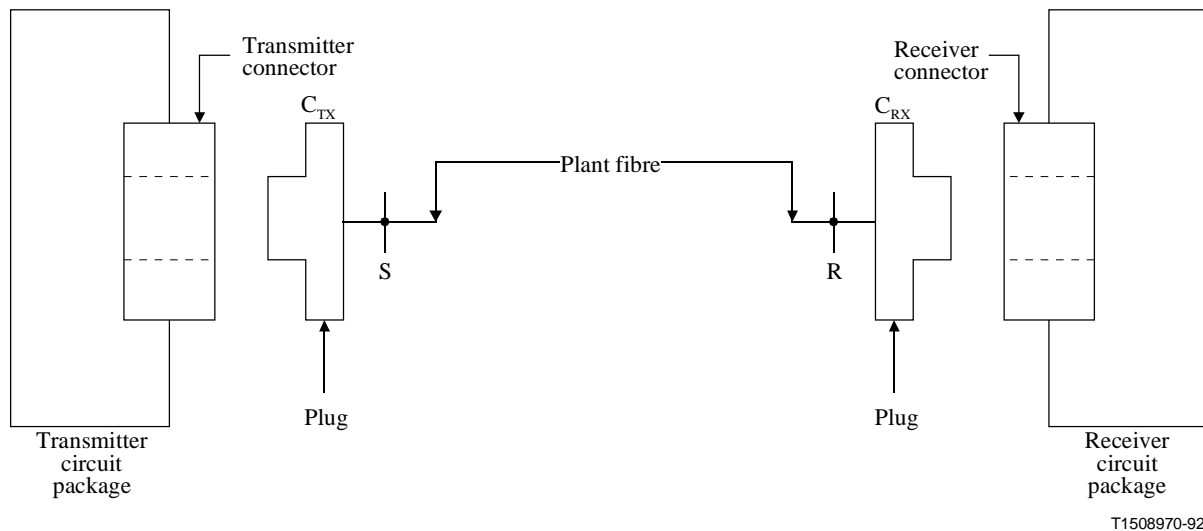 Transmitter
connector
Receiver
connector
C_TX
C_RX
Plant fibre
S
R
Plug
Plug
Transmitter
circuit
package
Receiver
circuit
package
T1508970-92